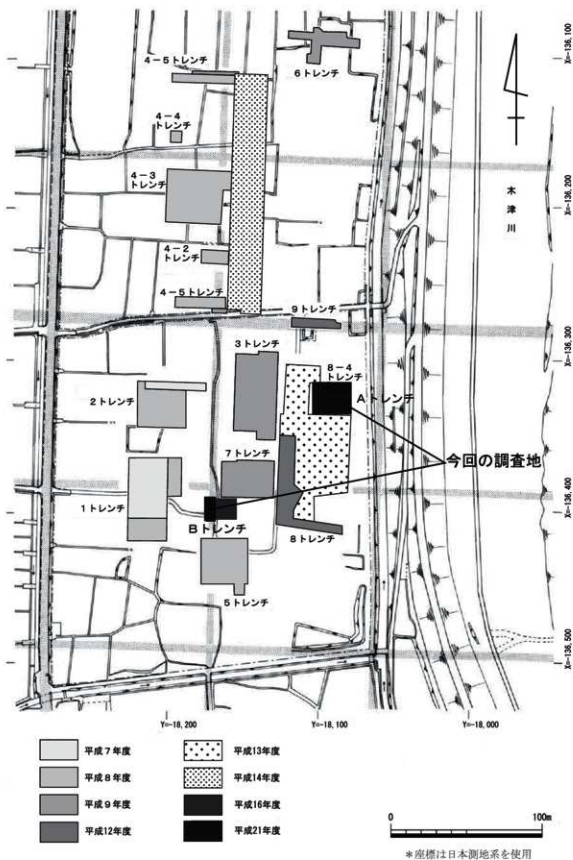 X=-136,100
6トレンチ
4-5トレンチ
4-4
トレンチ
4-3
トレンチ
X=-136,200
木津川
4-2
トレンチ
4-5トレンチ
9トレンチ
X=-136,300
3トレンチ
8-4
トレンチ
Aトレンチ
2トレンチ
7トレンチ
今回の調査地
X=-136,400
1トレンチ
Bトレンチ
8トレンチ
5トレンチ
X=-136,500
Y=-18,200
Y=-18,100
Y=-18,000
平成7年度
平成8年度
平成9年度
平成12年度
平成13年度
平成14年度
平成16年度
平成21年度
0
100m
*座標は日本測地系を使用